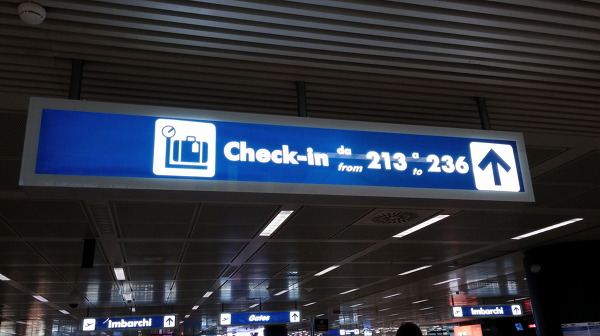 Check-in da from 213 a to 236
Imbarchi
Gates
Imbarchi